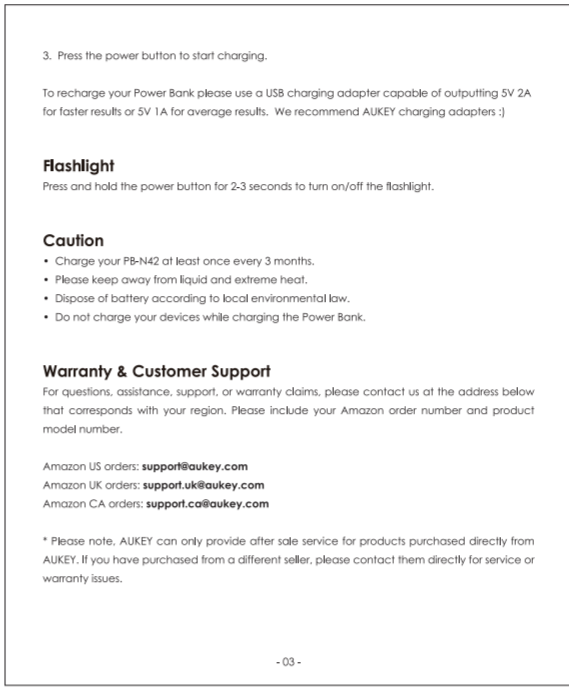 3. Press the power button to start charging.
To recharge your Power Bank please use a USB charging adapter capable of outputting 5V 2A
for faster results or 5V 1A for average results. We recommend AUKEY charging adapters :)
Flashlight
Press and hold the power button for 2-3 seconds to turn on/off the flashlight.
Caution
• Charge your PB-N42 at least once every 3 months.
• Please keep away from liquid and extreme heat.
• Dispose of battery according to local environmental law.
• Do not charge your devices while charging the Power Bank.
Warranty & Customer Support
For questions, assistance, support, or warranty claims, please contact us at the address below
that corresponds with your region. Please include your Amazon order number and product
model number.
Amazon US orders: support@aukey.com
Amazon UK orders: support.uk@aukey.com
Amazon CA orders: support.ca@aukey.com
* Please note, AUKEY can only provide after sale service for products purchased directly from
AUKEY. If you have purchased from a different seller, please contact them directly for service or
warranty issues.
- 03 -